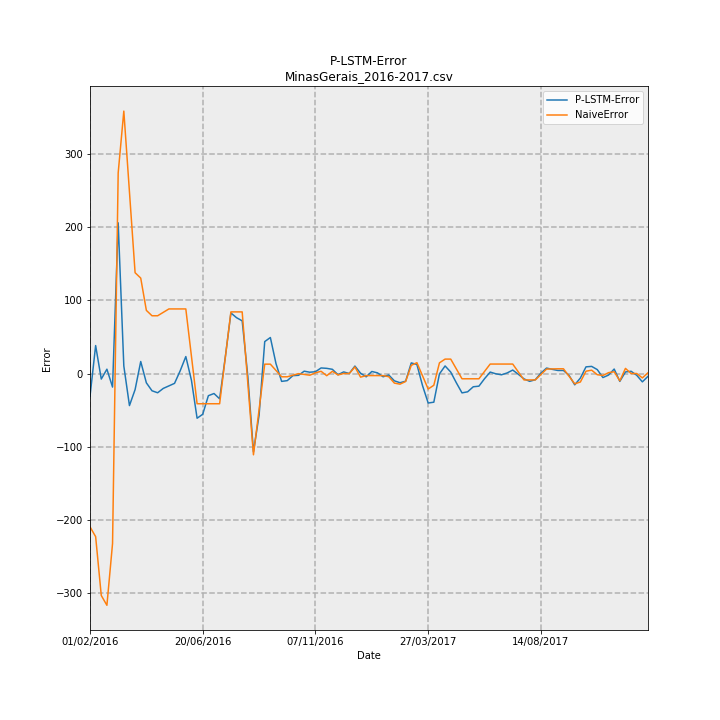 P-LSTM-Error
MinasGerais_2016-2017.csv
P-LSTM-Error
NaiveError
Error
300
200
100
0
−100
−200
−300
01/02/2016
20/06/2016
07/11/2016
27/03/2017
14/08/2017
Date